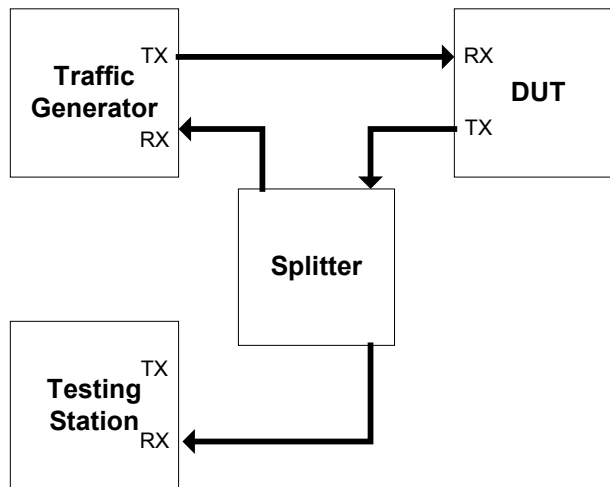 TX
Traffic
Generator
RX
RX
DUT
TX
Splitter
TX
Testing
Station
RX